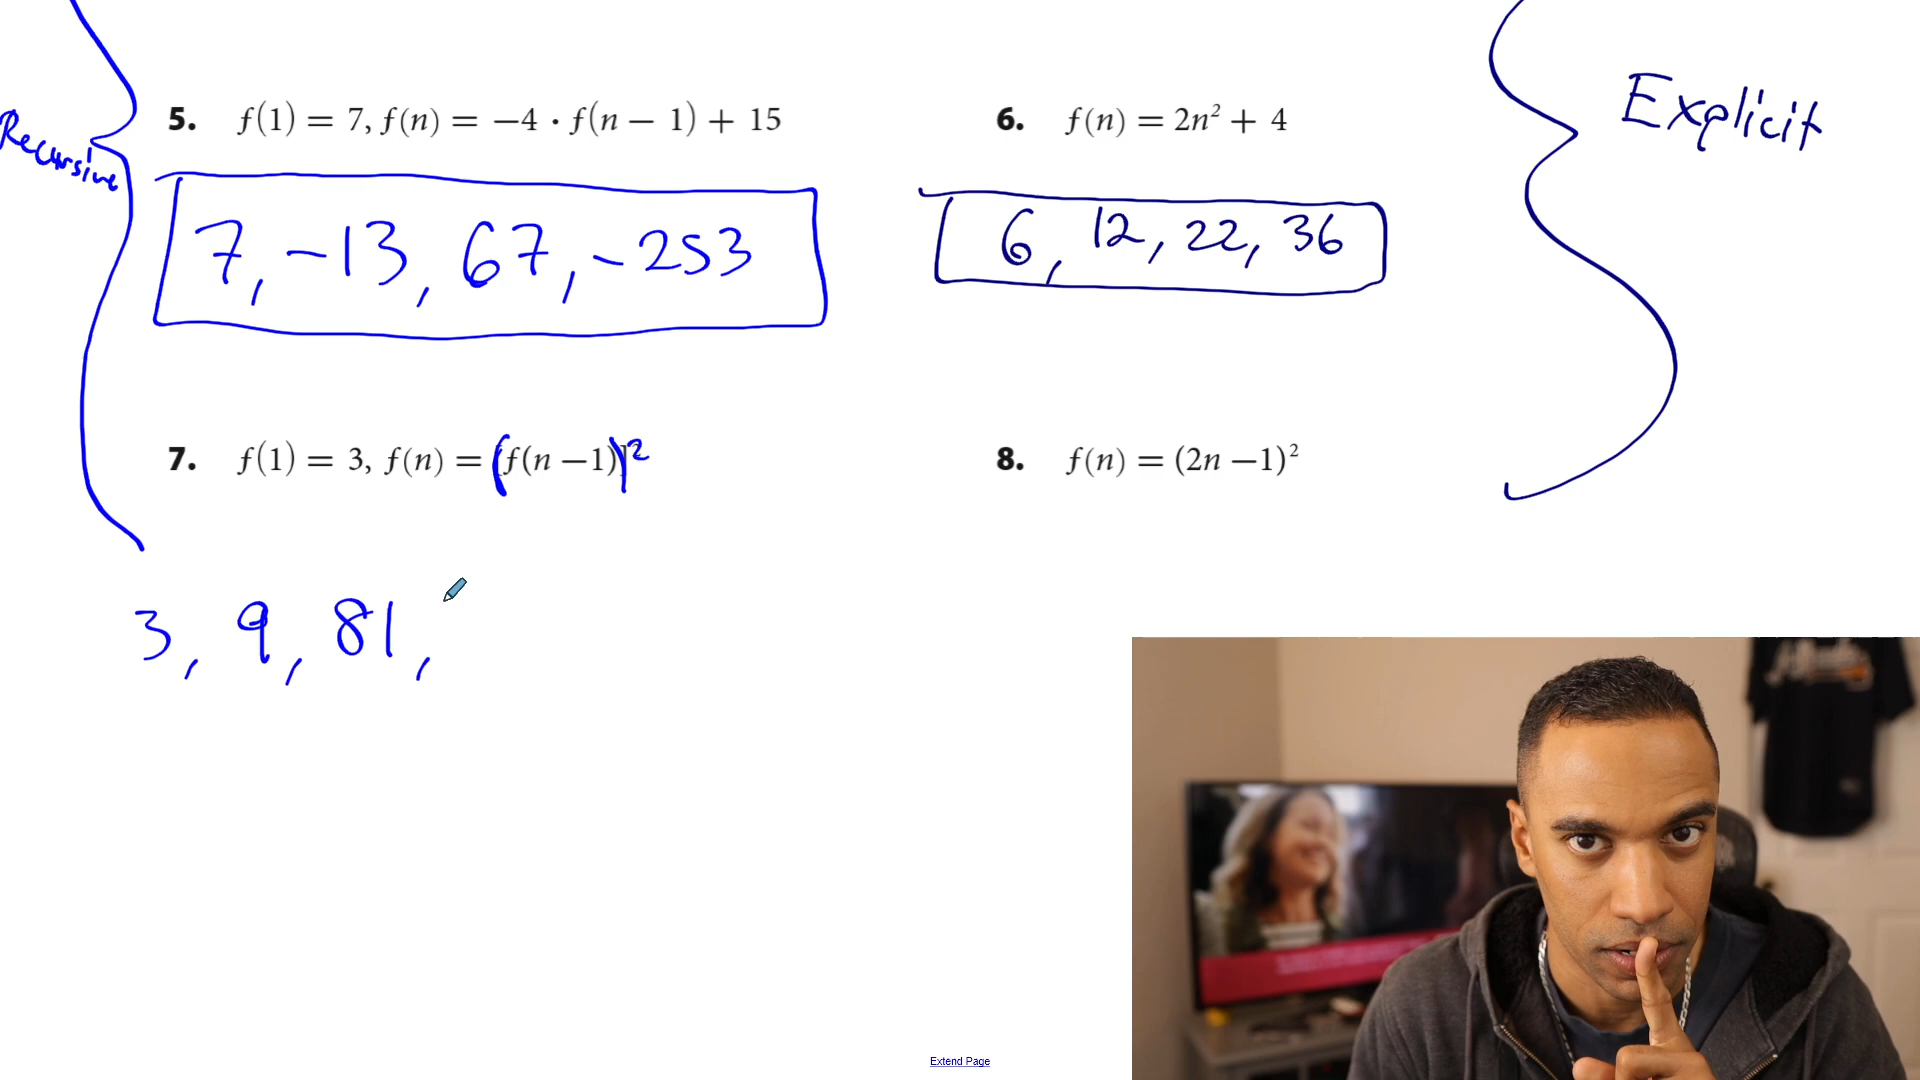 Explicit
5. f(1) = 7, f(n) = −4 · f(n − 1) + 15
6. f(n) = 2n² + 4
Recursive
7, -13, 67, -253
6, 12, 22, 36
7. f(1) = 3, f(n) = (f(n −1))²
8. f(n) = (2n −1)²
3, 9, 81,
Extend Page